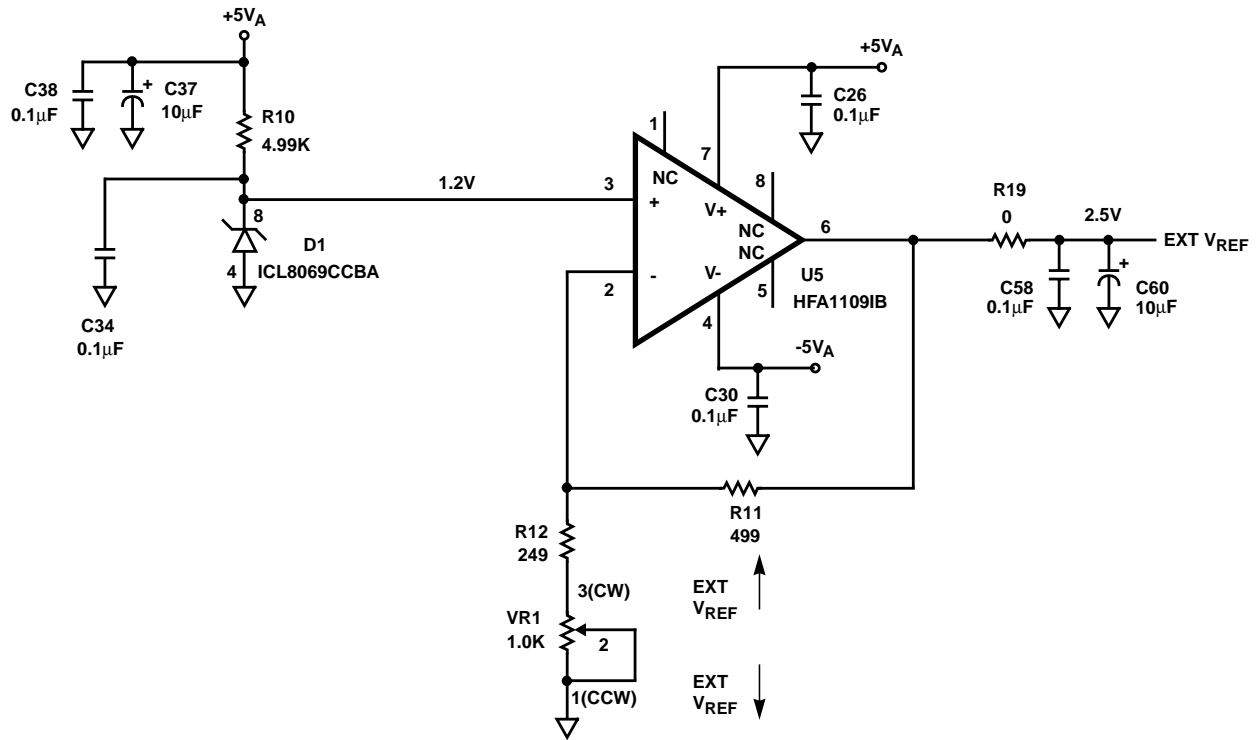 +5VA
C38
0.1µF
+
C37
10µF
R10
4.99K
1.2V
8
D1
4
ICL8069CCBA
C34
0.1µF
+5VA
C26
0.1µF
1
7
NC
3
+
V+
8
NC
NC
6
V-
-
2
5
U5
HFA1109IB
4
-5VA
C30
0.1µF
R19
0
2.5V
EXT VREF
C58
0.1µF
+
C60
10µF
R11
499
R12
249
3(CW)
VR1
1.0K
2
1(CCW)
EXT
VREF
EXT
VREF